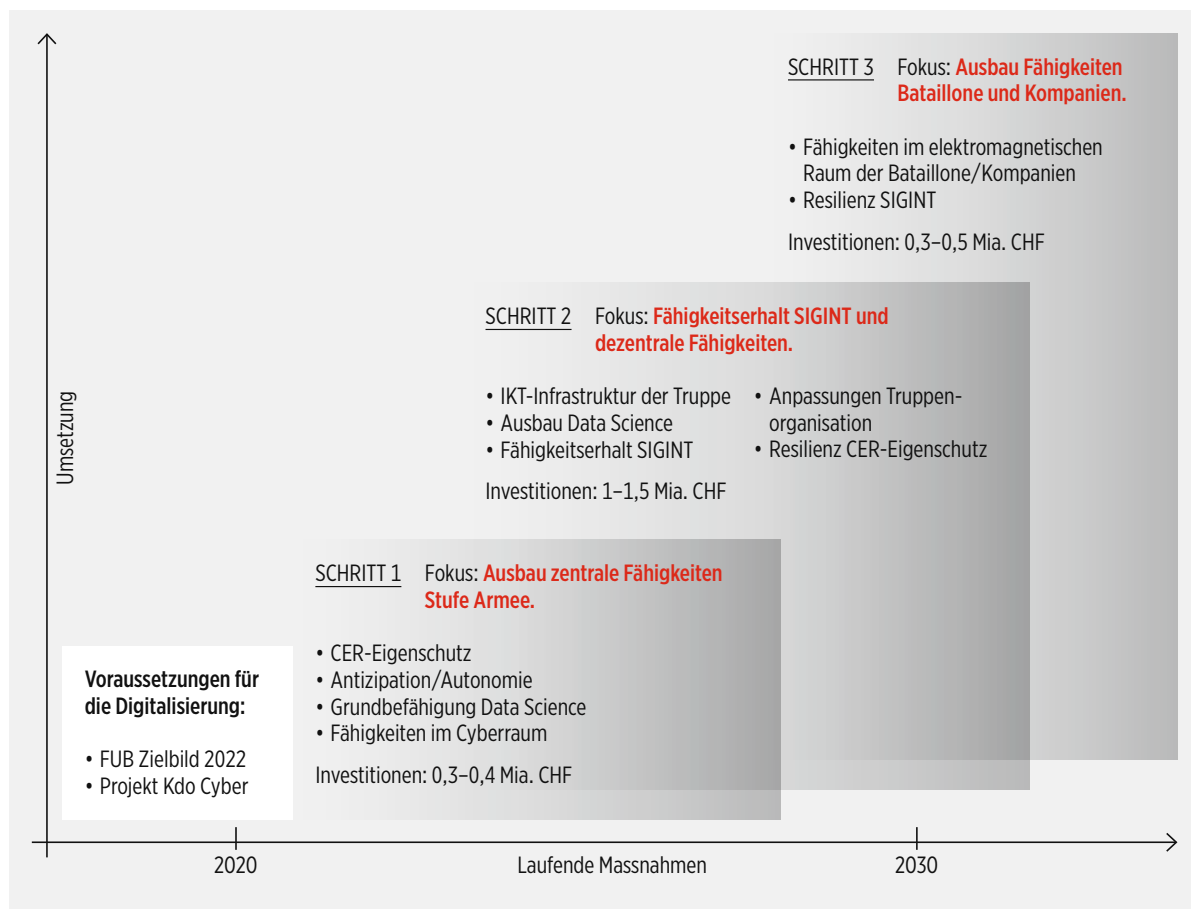 SCHRITT 3 Fokus: Ausbau Fähigkeiten
Bataillone und Kompanien.
• Fähigkeiten im elektromagnetischen
Raum der Bataillone/Kompanien
• Resilienz SIGINT
Investitionen: 0,3–0,5 Mia. CHF
SCHRITT 2 Fokus: Fähigkeitserhalt SIGINT und
dezentrale Fähigkeiten.
• IKT-Infrastruktur der Truppe
• Ausbau Data Science
• Fähigkeitserhalt SIGINT
• Anpassungen Truppen-
organisation
• Resilienz CER-Eigenschutz
Investitionen: 1–1,5 Mia. CHF
Umsetzung
SCHRITT 1 Fokus: Ausbau zentrale Fähigkeiten
Stufe Armee.
• CER-Eigenschutz
• Antizipation/Autonomie
• Grundbefähigung Data Science
• Fähigkeiten im Cyberraum
Investitionen: 0,3–0,4 Mia. CHF
Voraussetzungen für
die Digitalisierung:
• FUB Zielbild 2022
• Projekt Kdo Cyber
2020 Laufende Massnahmen 2030